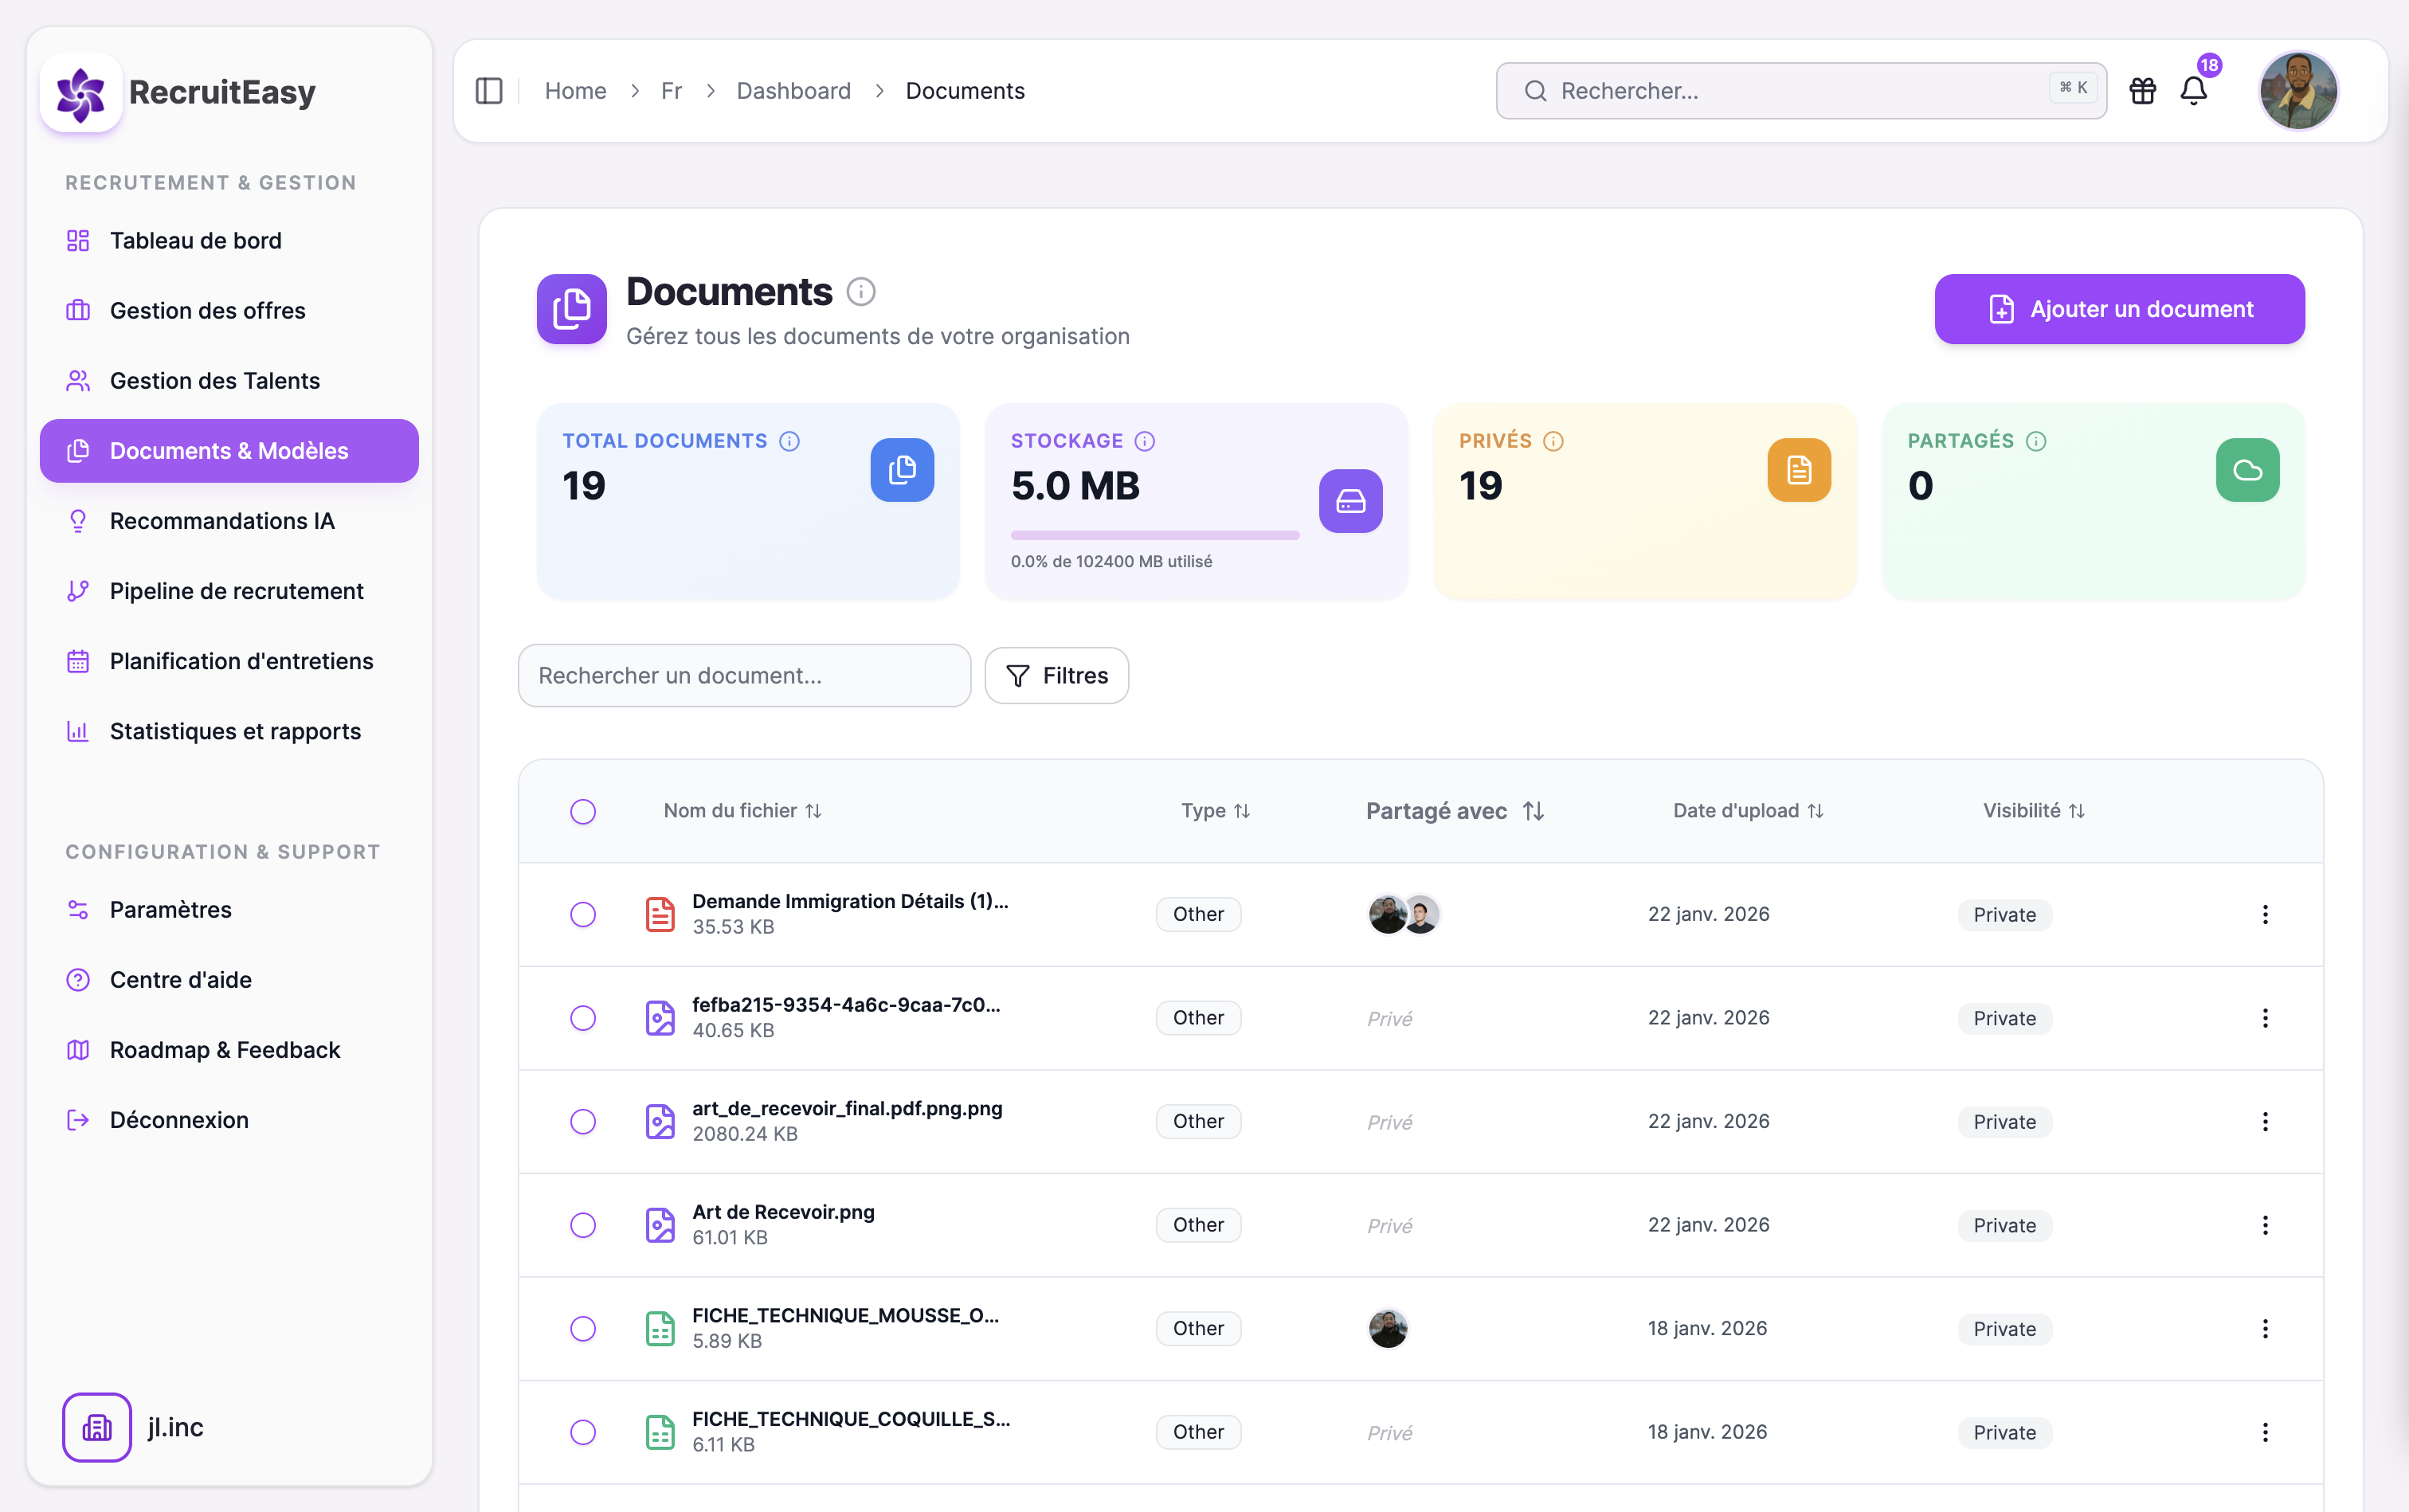 RecruitEasy
RECRUTEMENT & GESTION
Tableau de bord
Gestion des offres
Gestion des Talents
Documents & Modèles
Recommandations IA
Pipeline de recrutement
Planification d'entretiens
Statistiques et rapports
CONFIGURATION & SUPPORT
Paramètres
Centre d'aide
Roadmap & Feedback
Déconnexion
jl.inc
Home > Fr > Dashboard > Documents
Rechercher...
⌘ K
18
Documents
Gérez tous les documents de votre organisation
Ajouter un document
TOTAL DOCUMENTS
19
STOCKAGE
5.0 MB
0.0% de 102400 MB utilisé
PRIVÉS
19
PARTAGÉS
0
Rechercher un document...
Filtres
Nom du fichier Type Partagé avec Date d'upload Visibilité
Demande Immigration Détails (1)...
35.53 KB
Other 22 janv. 2026 Private
fefba215-9354-4a6c-9caa-7c0...
40.65 KB
Other Privé 22 janv. 2026 Private
art_de_recevoir_final.pdf.png.png
2080.24 KB
Other Privé 22 janv. 2026 Private
Art de Recevoir.png
61.01 KB
Other Privé 22 janv. 2026 Private
FICHE_TECHNIQUE_MOUSSE_O...
5.89 KB
Other 18 janv. 2026 Private
FICHE_TECHNIQUE_COQUILLE_S...
6.11 KB
Other Privé 18 janv. 2026 Private